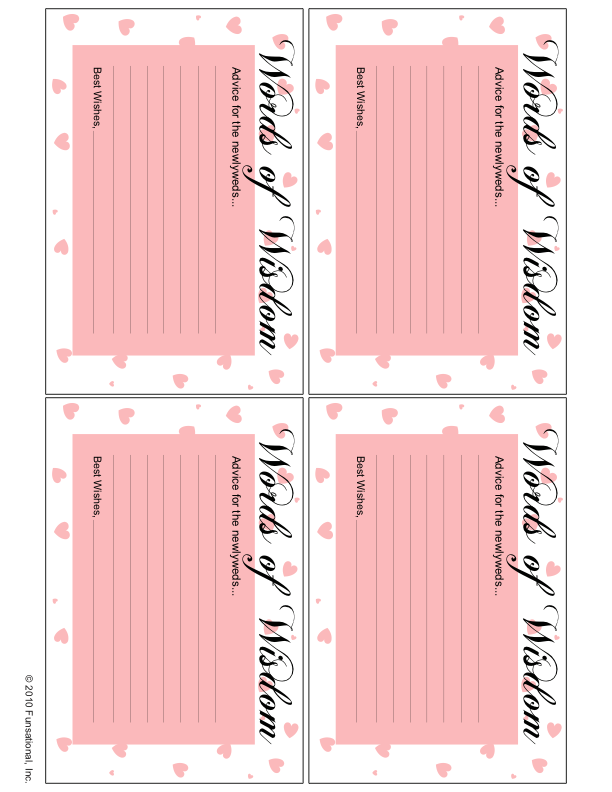 Words of Wisdom
Advice for the newlyweds...
Best Wishes,
Words of Wisdom
Advice for the newlyweds...
Best Wishes,
Words of Wisdom
Advice for the newlyweds...
Best Wishes,
Words of Wisdom
Advice for the newlyweds...
Best Wishes,
© 2010 Funsational, Inc.